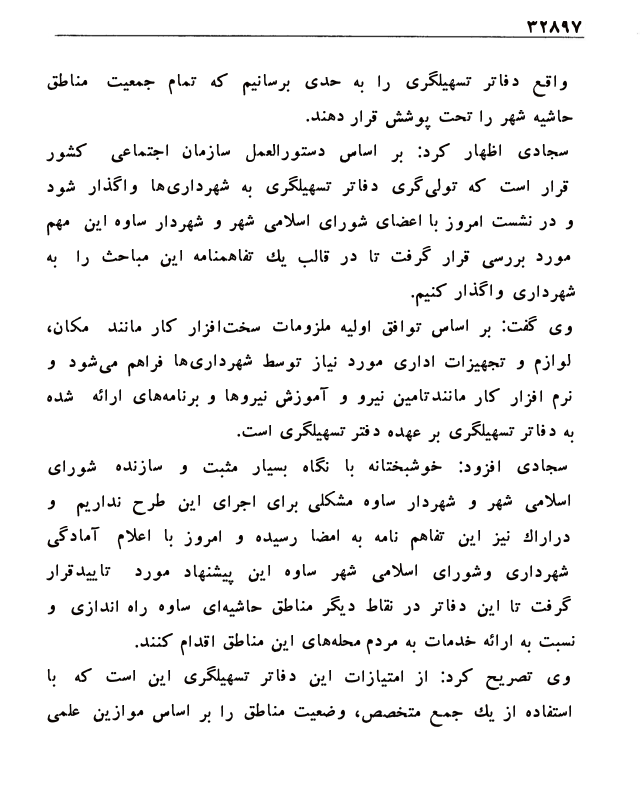 ۳۲۸۹۷
واقع دفاتر تسهیلگری را به حدی برسانیم که تمام جمعیت مناطق
حاشیه شهر را تحت پوشش قرار دهند.
سجادی اظهار کرد: بر اساس دستورالعمل سازمان اجتماعی کشور
قرار است که تولی‌گری دفاتر تسهیلگری به شهرداری‌ها واگذار شود
و در نشست امروز با اعضای شورای اسلامی شهر و شهردار ساوه این مهم
مورد بررسی قرار گرفت تا در قالب یك تفاهمنامه این مباحث را به
شهرداری واگذار کنیم.
وی گفت: بر اساس توافق اولیه ملزومات سخت‌افزار کار مانند مکان،
لوازم و تجهیزات اداری مورد نیاز توسط شهرداری‌ها فراهم می‌شود و
نرم افزار کار مانندتامین نیرو و آموزش نیروها و برنامه‌های ارائه شده
به دفاتر تسهیلگری بر عهده دفتر تسهیلگری است.
سجادی افزود: خوشبختانه با نگاه بسیار مثبت و سازنده شورای
اسلامی شهر و شهردار ساوه مشکلی برای اجرای این طرح نداریم و
دراراك نیز این تفاهم نامه به امضا رسیده و امروز با اعلام آمادگی
شهرداری وشورای اسلامی شهر ساوه این پیشنهاد مورد تاییدقرار
گرفت تا این دفاتر در نقاط دیگر مناطق حاشیه‌ای ساوه راه اندازی و
نسبت به ارائه خدمات به مردم محله‌های این مناطق اقدام کنند.
وی تصریح کرد: از امتیازات این دفاتر تسهیلگری این است که با
استفاده از یك جمع متخصص، وضعیت مناطق را بر اساس موازین علمی